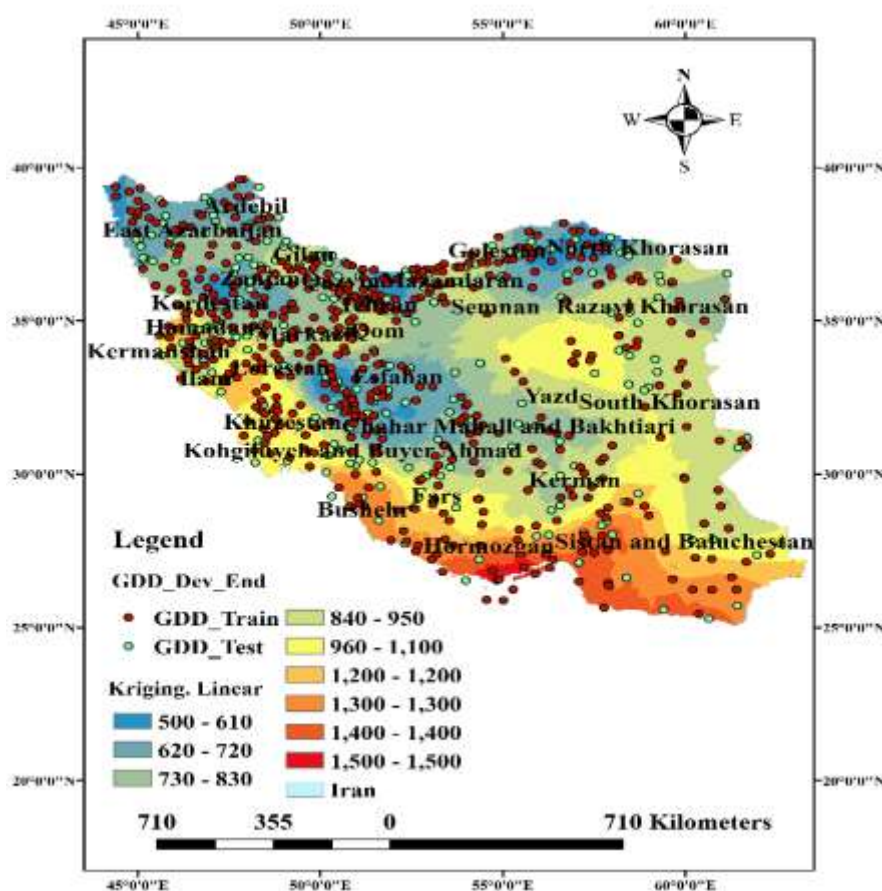 45°0'0"E 50°0'0"E 55°0'0"E 60°0'0"E
N
W E
S
40°0'0"N 40°0'0"N
Ardebil
East Azarbaijan
Gilan
Golestan North Khorasan
Zanjan Qazvin Mazandaran
Kordestan Tehran Semnan Razavi Khorasan
35°0'0"N 35°0'0"N
Hamadan Markazi Qom
Kermanshah
Lorestan Esfahan
Ilam
Yazd South Khorasan
Khuzestan Chahar Mahall and Bakhtiari
Kohgiluyeh and Buyer Ahmad
30°0'0"N 30°0'0"N
Kerman
Fars
Bushehr
Hormozgan Sistan and Baluchestan
25°0'0"N 25°0'0"N
20°0'0"N 20°0'0"N
Legend
GDD_Dev_End
GDD_Train
GDD_Test
Kriging. Linear
500 - 610
620 - 720
730 - 830
840 - 950
960 - 1,100
1,200 - 1,200
1,300 - 1,300
1,400 - 1,400
1,500 - 1,500
Iran
710 355 0 710 Kilometers
45°0'0"E 50°0'0"E 55°0'0"E 60°0'0"E